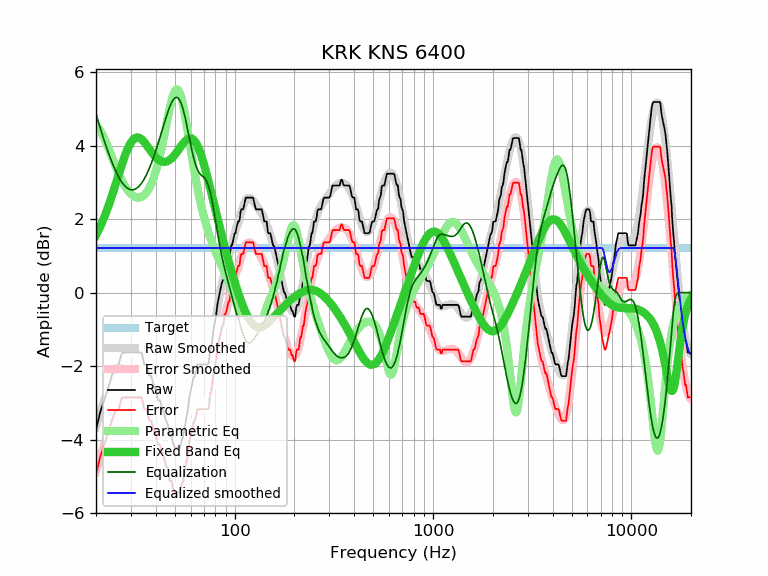 KRK KNS 6400
6
4
2
0
−2
−4
−6
Amplitude (dBr)
Target
Raw Smoothed
Error Smoothed
Raw
Error
Parametric Eq
Fixed Band Eq
Equalization
Equalized smoothed
100
1000
10000
Frequency (Hz)